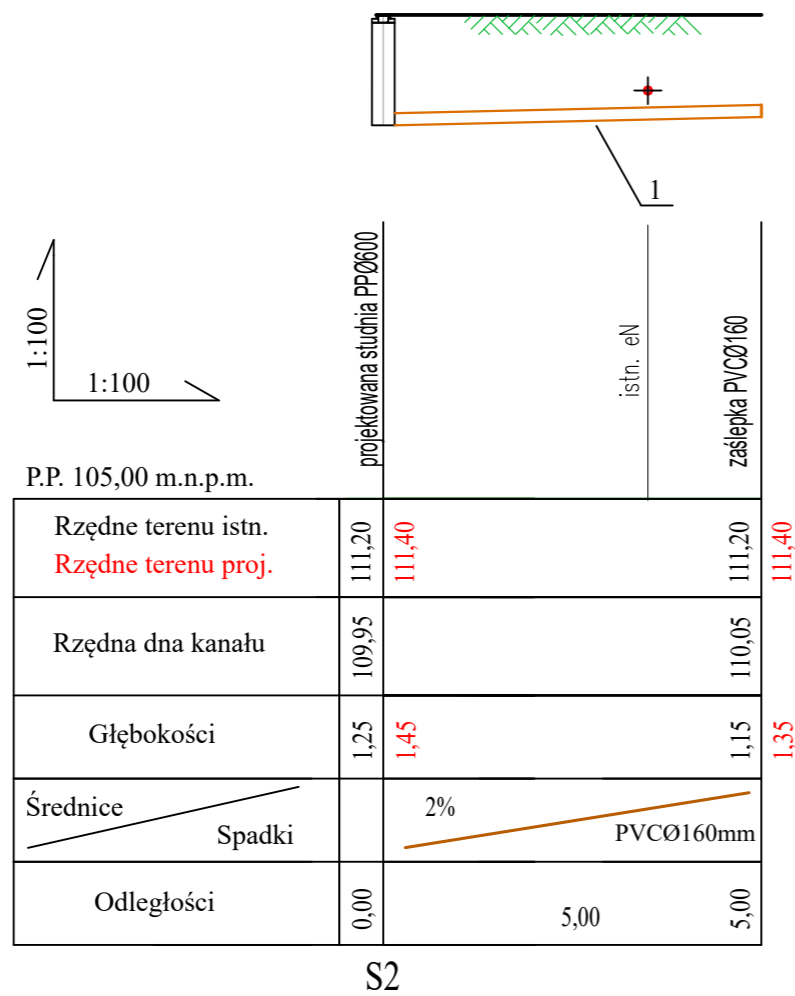 1
1:100
1:100
projektowana studnia PPØ600
istn. eN
zaślepka PVCØ160
P.P. 105,00 m.n.p.m.
Rzędne terenu istn.
Rzędne terenu proj.
111,20
111,40
111,20
111,40
Rzędna dna kanału
109,95
110,05
Głębokości
1,25
1,45
1,15
1,35
Średnice
Spadki
2%
PVCØ160mm
Odległości
0,00
5,00
5,00
S2